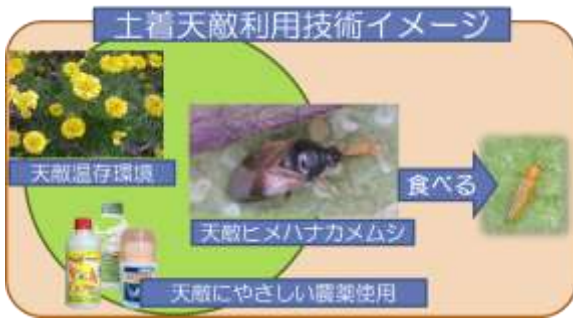 土着天敵利用技術イメージ
天敵温存環境
天敵ヒメハナカメムシ
食べる
天敵にやさしい農薬使用